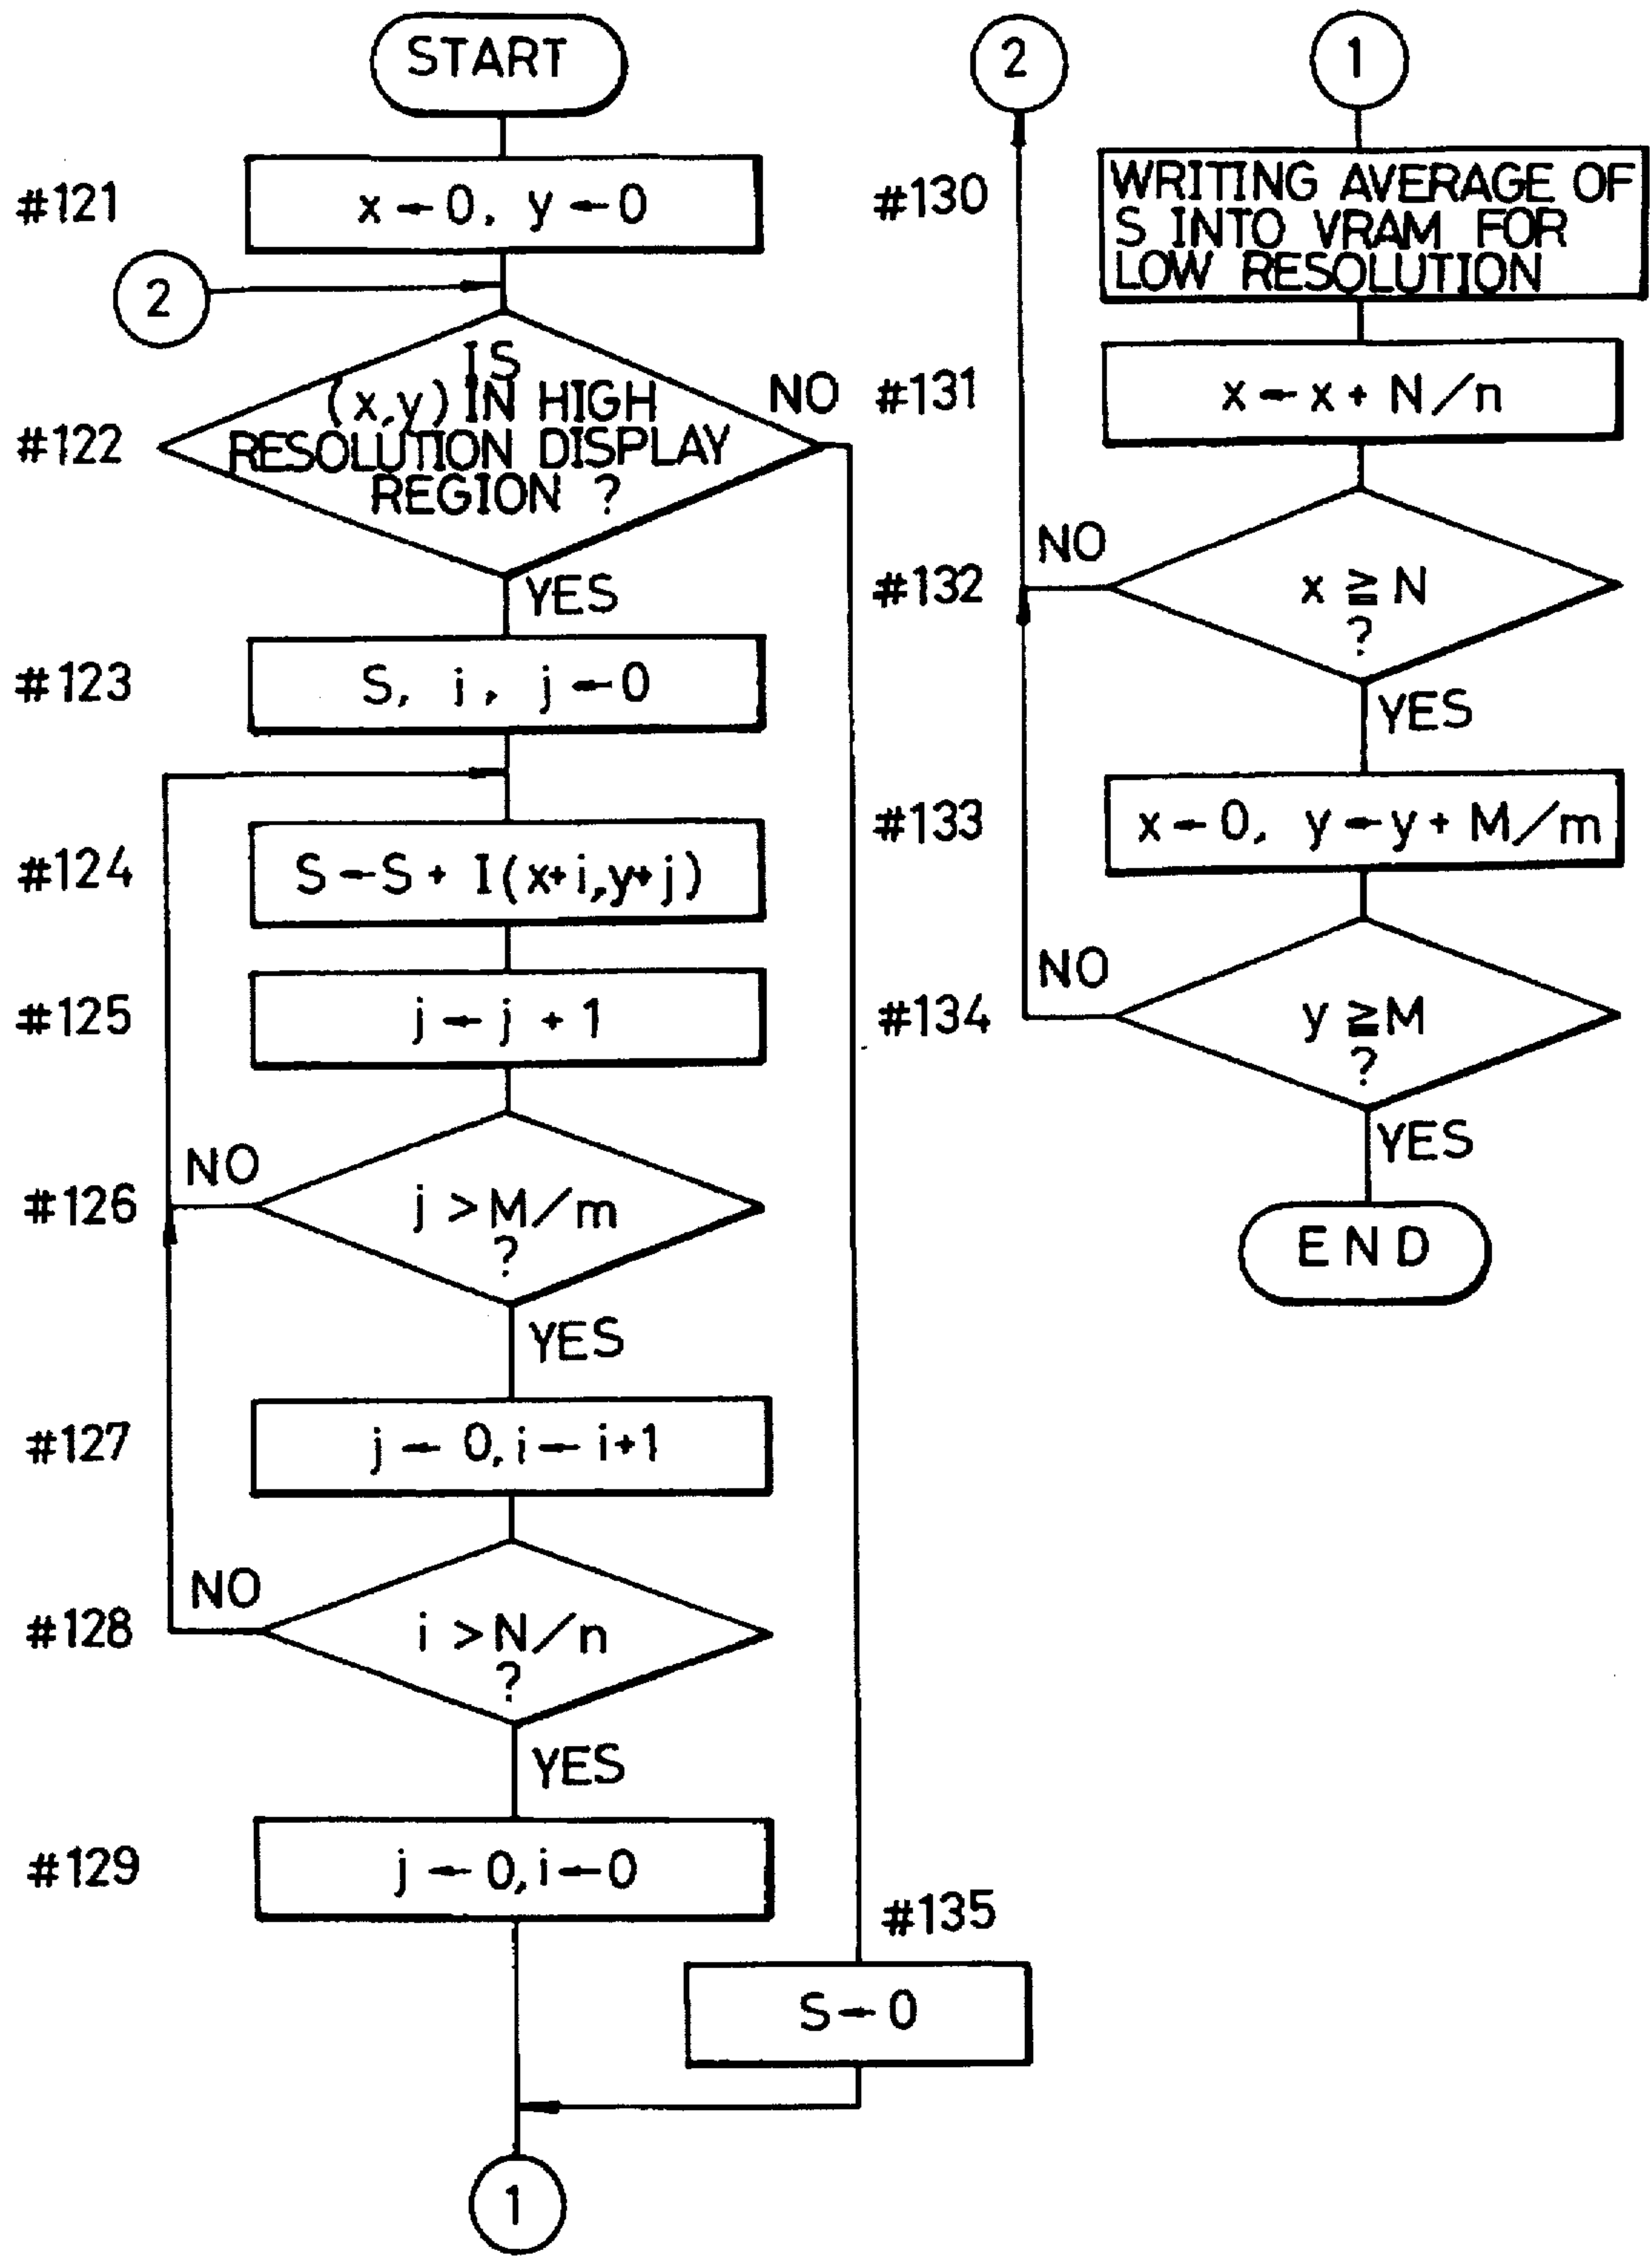 START
#121
x←0, y←0
2
#122
IS
(x,y) IN HIGH
RESOLUTION DISPLAY
REGION ?
NO
YES
#123
S, i, j←0
#124
S←S + I(x+i,y+j)
#125
j← j +1
#126
j >M/m
?
NO
YES
#127
j← 0,i← i+1
#128
i >N/n
?
NO
YES
#129
j←0,i←0
#135
S←0
1
2
1
#130
WRITING AVERAGE OF
S INTO VRAM FOR
LOW RESOLUTION
#131
x←x+ N/n
#132
x ≧ N
?
NO
YES
#133
x←0, y←y+ M/m
#134
y ≧M
?
NO
YES
END